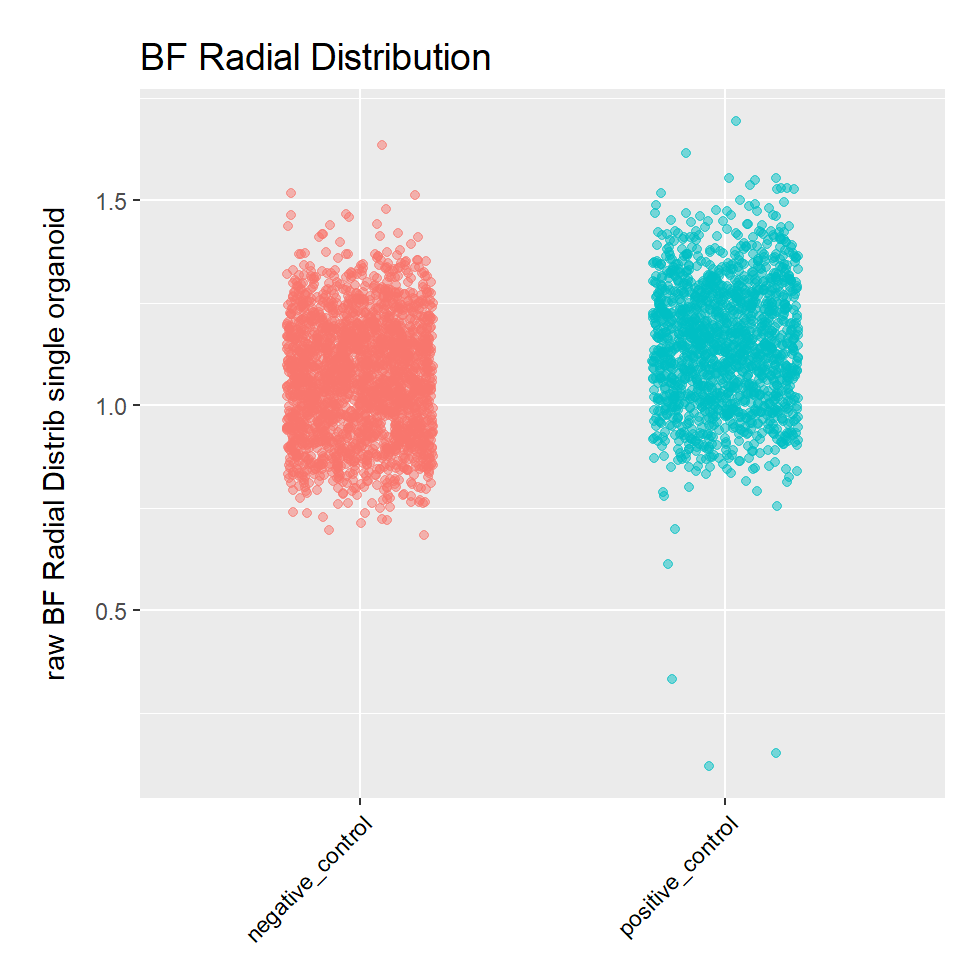 BF Radial Distribution
raw BF Radial Distrib single organoid
1.5
1.0
0.5
negative_control
positive_control